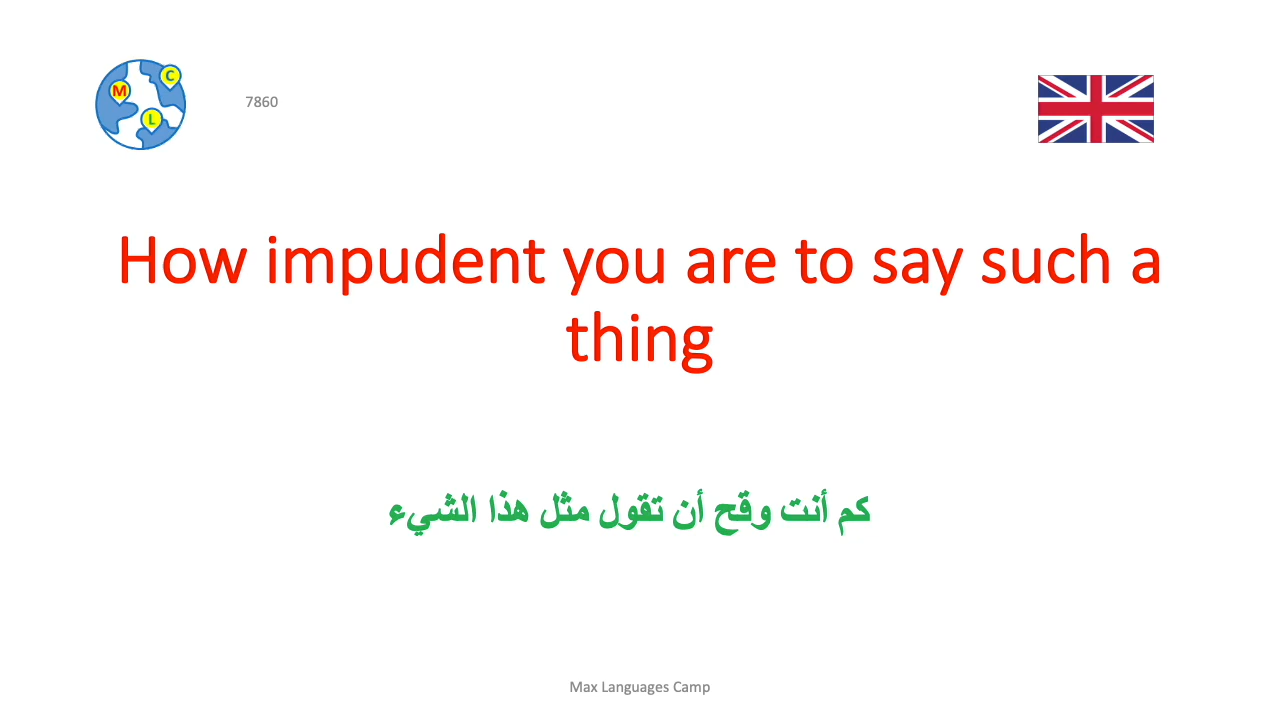 M
C
L
7860
How impudent you are to say such a
thing
كم أنت وقح أن تقول مثل هذا الشيء
Max Languages Camp